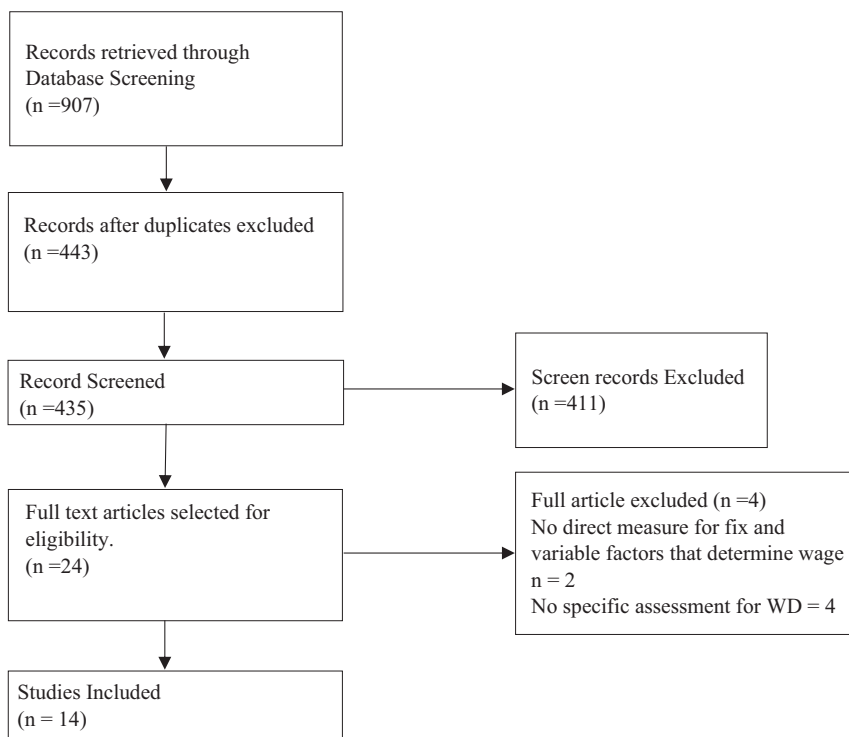 Records retrieved through
Database Screening
(n =907)
Records after duplicates excluded
(n =443)
Record Screened
(n =435)
Screen records Excluded
(n =411)
Full text articles selected for
eligibility.
(n =24)
Full article excluded (n =4)
No direct measure for fix and
variable factors that determine wage
n = 2
No specific assessment for WD = 4
Studies Included
(n = 14)